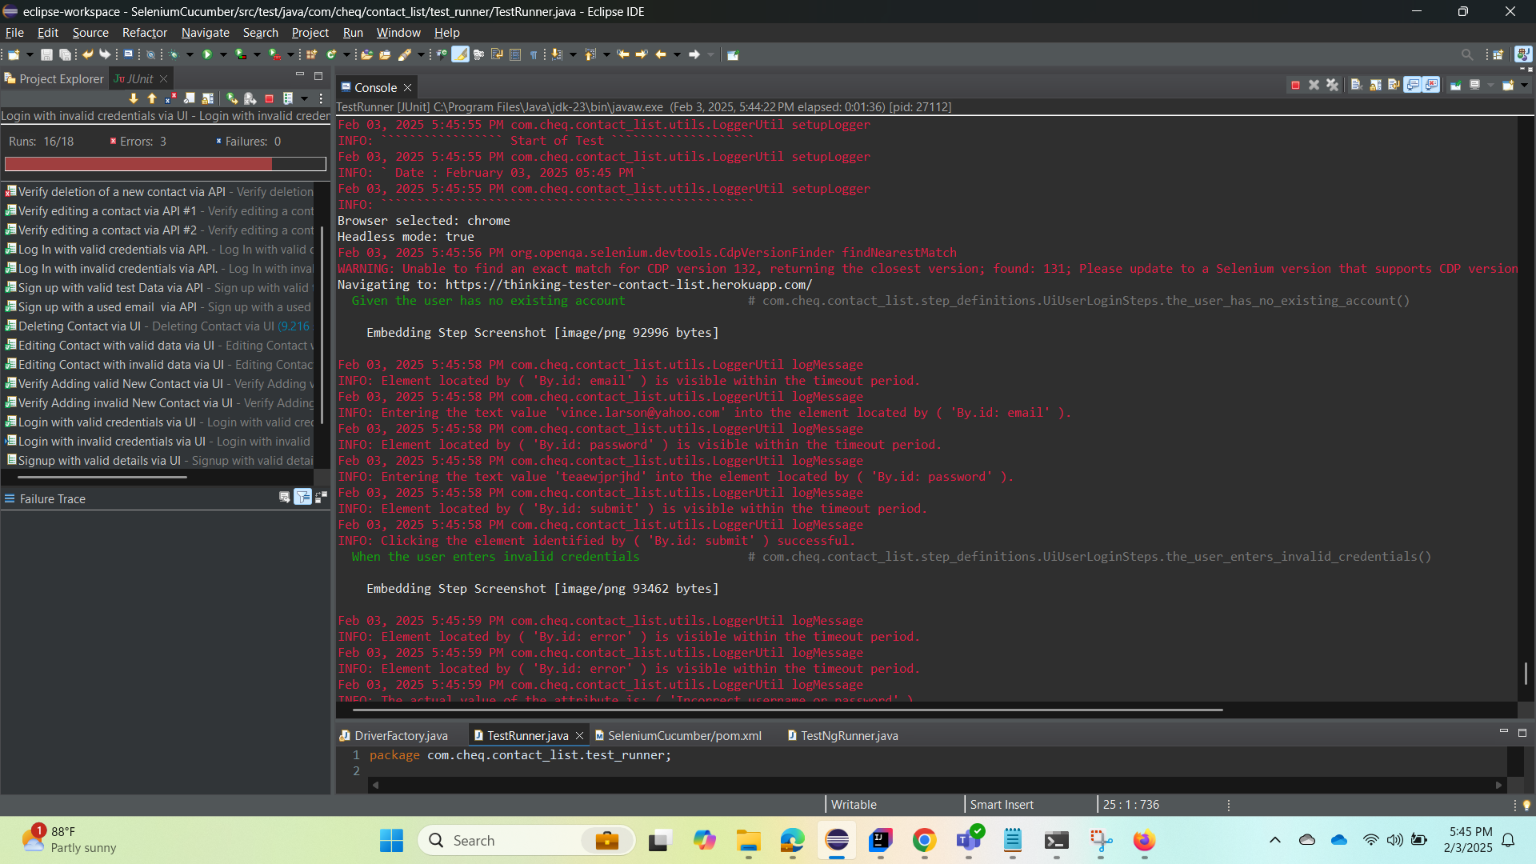 eclipse-workspace - SeleniumCucumber/src/test/java/com/cheq/contact_list/test_runner/TestRunner.java - Eclipse IDE
File Edit Source Refactor Navigate Search Project Run Window Help
Project Explorer JUnit
Login with invalid credentials via UI - Login with invalid creden
Runs: 16/18 Errors: 3 Failures: 0
Verify deletion of a new contact via API - Verify deletion
Verify editing a contact via API #1 - Verify editing a cont
Verify editing a contact via API #2 - Verify editing a cont
Log In with valid credentials via API. - Log In with valid c
Log In with invalid credentials via API. - Log In with inva
Sign up with valid test Data via API - Sign up with valid
Sign up with a used email via API - Sign up with a used
Deleting Contact via UI - Deleting Contact via UI (9.216
Editing Contact with valid data via UI - Editing Contact
Editing Contact with invalid data via UI - Editing Contac
Verify Adding valid New Contact via UI - Verify Adding
Verify Adding invalid New Contact via UI - Verify Adding
Login with valid credentials via UI - Login with valid cred
Login with invalid credentials via UI - Login with invalid
Signup with valid details via UI - Signup with valid detai
Failure Trace
Console
TestRunner [JUnit] C:\Program Files\Java\jdk-23\bin\javaw.exe (Feb 3, 2025, 5:44:22 PM elapsed: 0:01:36) [pid: 27112]
Feb 03, 2025 5:45:55 PM com.cheq.contact_list.utils.LoggerUtil setupLogger
INFO: ````````````````` Start of Test ````````````````````
Feb 03, 2025 5:45:55 PM com.cheq.contact_list.utils.LoggerUtil setupLogger
INFO: ` Date : February 03, 2025 05:45 PM `
Feb 03, 2025 5:45:55 PM com.cheq.contact_list.utils.LoggerUtil setupLogger
INFO: ````````````````````````````````````````````````````
Browser selected: chrome
Headless mode: true
Feb 03, 2025 5:45:56 PM org.openqa.selenium.devtools.CdpVersionFinder findNearestMatch
WARNING: Unable to find an exact match for CDP version 132, returning the closest version; found: 131; Please update to a Selenium version that supports CDP version
Navigating to: https://thinking-tester-contact-list.herokuapp.com/
Given the user has no existing account # com.cheq.contact_list.step_definitions.UiUserLoginSteps.the_user_has_no_existing_account()
Embedding Step Screenshot [image/png 92996 bytes]
Feb 03, 2025 5:45:58 PM com.cheq.contact_list.utils.LoggerUtil logMessage
INFO: Element located by ( 'By.id: email' ) is visible within the timeout period.
Feb 03, 2025 5:45:58 PM com.cheq.contact_list.utils.LoggerUtil logMessage
INFO: Entering the text value 'vince.larson@yahoo.com' into the element located by ( 'By.id: email' ).
Feb 03, 2025 5:45:58 PM com.cheq.contact_list.utils.LoggerUtil logMessage
INFO: Element located by ( 'By.id: password' ) is visible within the timeout period.
Feb 03, 2025 5:45:58 PM com.cheq.contact_list.utils.LoggerUtil logMessage
INFO: Entering the text value 'teaewjprjhd' into the element located by ( 'By.id: password' ).
Feb 03, 2025 5:45:58 PM com.cheq.contact_list.utils.LoggerUtil logMessage
INFO: Element located by ( 'By.id: submit' ) is visible within the timeout period.
Feb 03, 2025 5:45:58 PM com.cheq.contact_list.utils.LoggerUtil logMessage
INFO: Clicking the element identified by ( 'By.id: submit' ) successful.
When the user enters invalid credentials # com.cheq.contact_list.step_definitions.UiUserLoginSteps.the_user_enters_invalid_credentials()
Embedding Step Screenshot [image/png 93462 bytes]
Feb 03, 2025 5:45:59 PM com.cheq.contact_list.utils.LoggerUtil logMessage
INFO: Element located by ( 'By.id: error' ) is visible within the timeout period.
Feb 03, 2025 5:45:59 PM com.cheq.contact_list.utils.LoggerUtil logMessage
INFO: Element located by ( 'By.id: error' ) is visible within the timeout period.
Feb 03, 2025 5:45:59 PM com.cheq.contact_list.utils.LoggerUtil logMessage
INFO: The actual value of the attribute is: ( 'Incorrect username or password' )
DriverFactory.java TestRunner.java SeleniumCucumber/pom.xml TestNgRunner.java
1 package com.cheq.contact_list.test_runner;
2
Writable Smart Insert 25 : 1 : 736
1 88°F
Partly sunny
Search
5:45 PM
2/3/2025